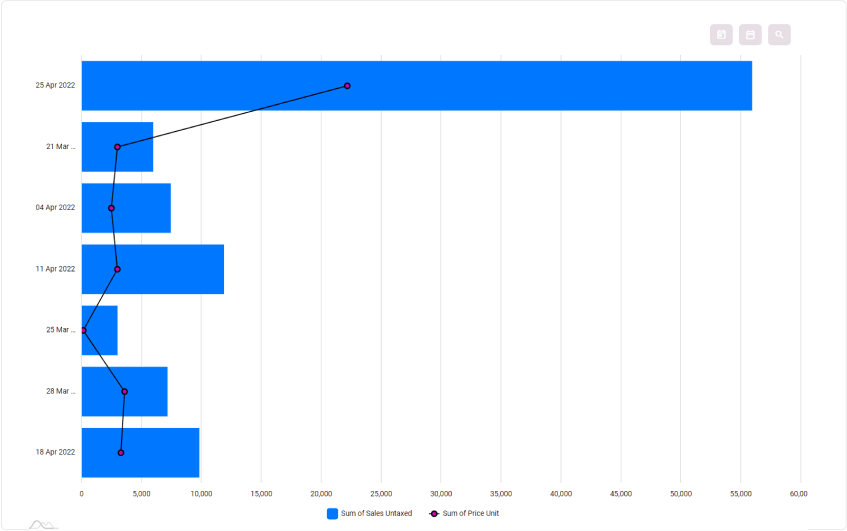 25 Apr 2022
21 Mar ...
04 Apr 2022
11 Apr 2022
25 Mar ...
28 Mar ...
18 Apr 2022
0 5,000 10,000 15,000 20,000 25,000 30,000 35,000 40,000 45,000 50,000 55,000 60,00
Sum of Sales Untaxed Sum of Price Unit